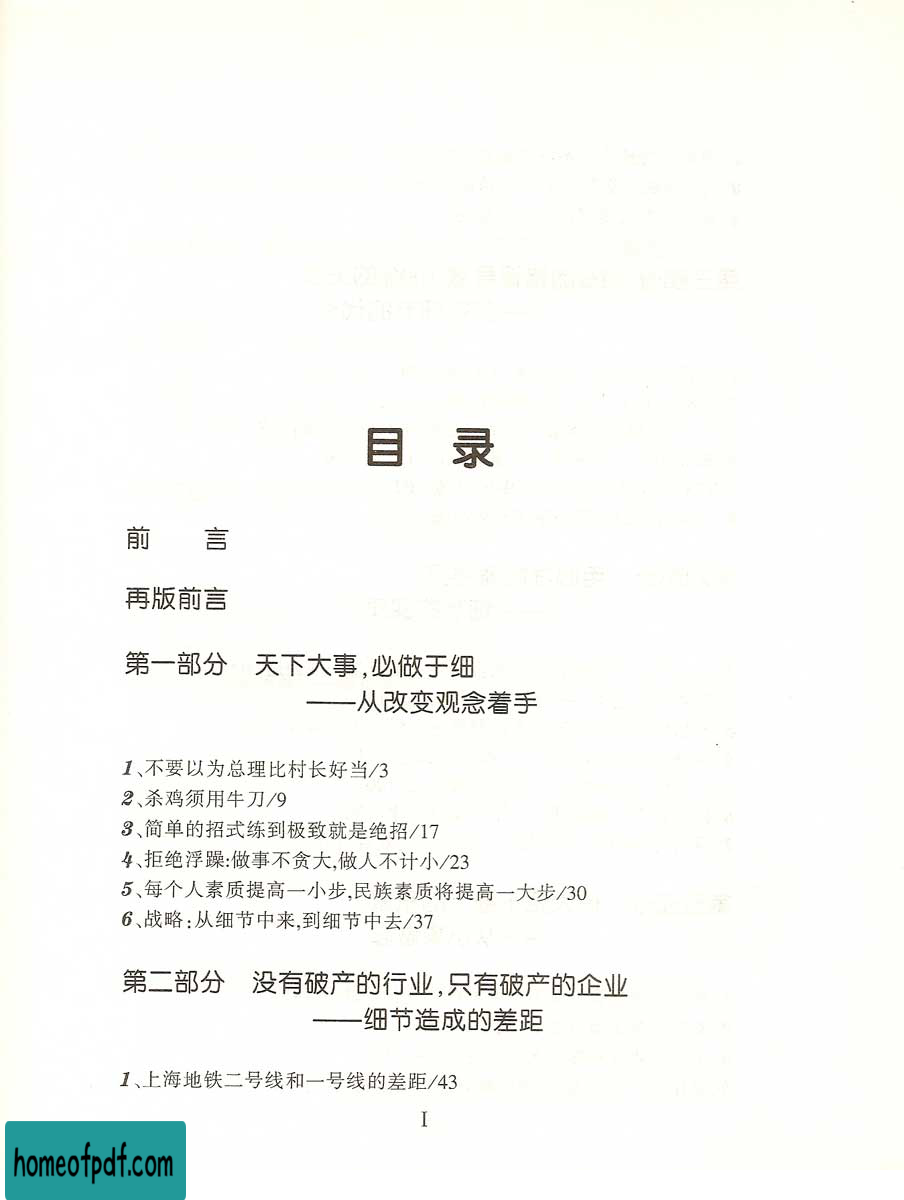 目 录
前 言
再版前言
第一部分 天下大事,必做于细
——从改变观念着手
1、不要以为总理比村长好当/3
2、杀鸡须用牛刀/9
3、简单的招式练到极致就是绝招/17
4、拒绝浮躁:做事不贪大,做人不计小/23
5、每个人素质提高一小步,民族素质将提高一大步/30
6、战略:从细节中来,到细节中去/37
第二部分 没有破产的行业,只有破产的企业
——细节造成的差距
1、上海地铁二号线和一号线的差距/43
I
homeofpdf.com